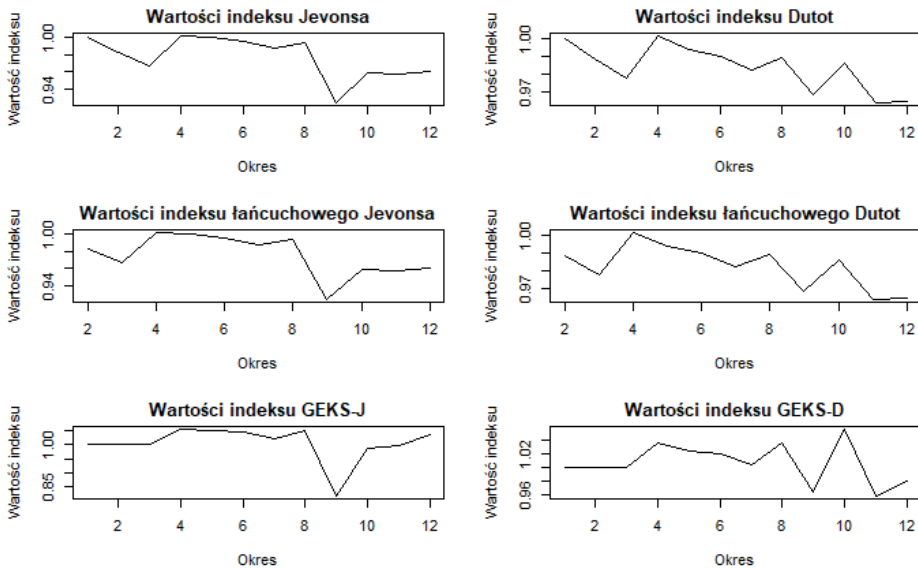 Wartości indeksu Jevonsa
Wartość indeksu
1.00
0.94
2 4 6 8 10 12
Okres
Wartości indeksu Dutot
Wartość indeksu
1.00
0.97
2 4 6 8 10 12
Okres
Wartości indeksu łańcuchowego Jevonsa
Wartość indeksu
1.00
0.94
2 4 6 8 10 12
Okres
Wartości indeksu łańcuchowego Dutot
Wartość indeksu
1.00
0.97
2 4 6 8 10 12
Okres
Wartości indeksu GEKS-J
Wartość indeksu
1.00
0.85
2 4 6 8 10 12
Okres
Wartości indeksu GEKS-D
Wartość indeksu
1.02
0.96
2 4 6 8 10 12
Okres